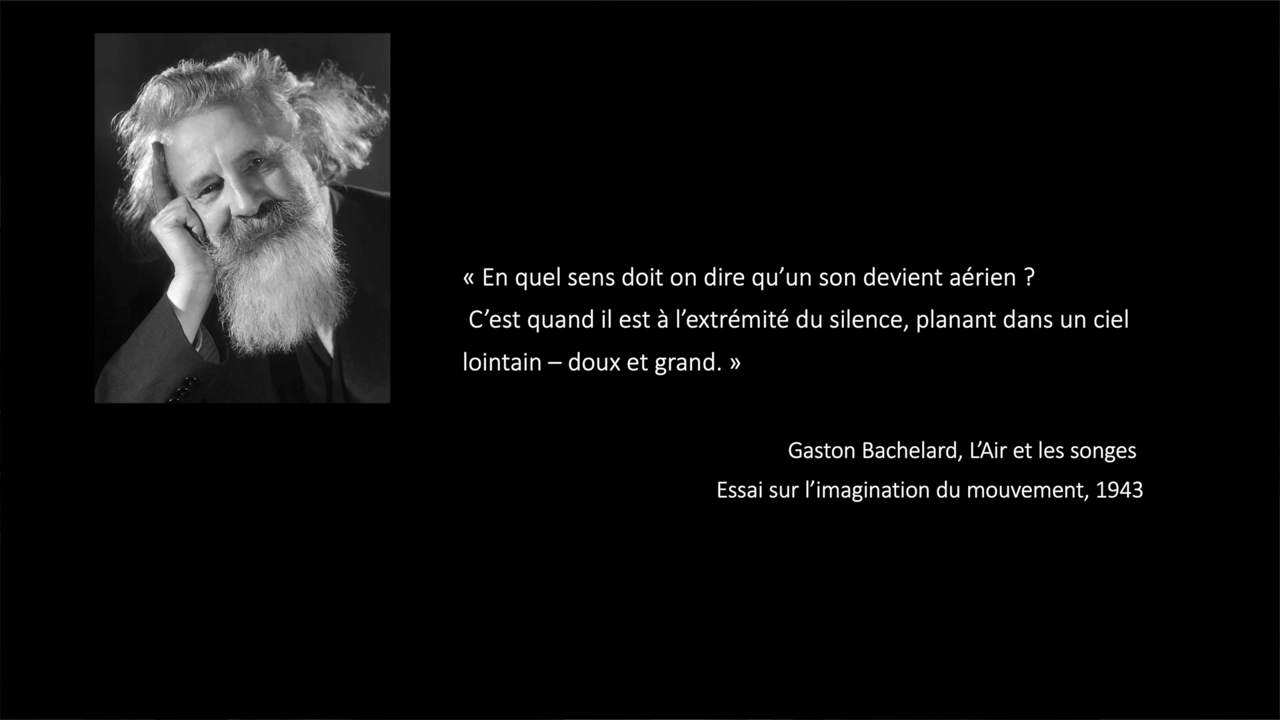 « En quel sens doit on dire qu’un son devient aérien ?
C’est quand il est à l’extrémité du silence, planant dans un ciel
lointain – doux et grand. »
Gaston Bachelard, L’Air et les songes
Essai sur l’imagination du mouvement, 1943